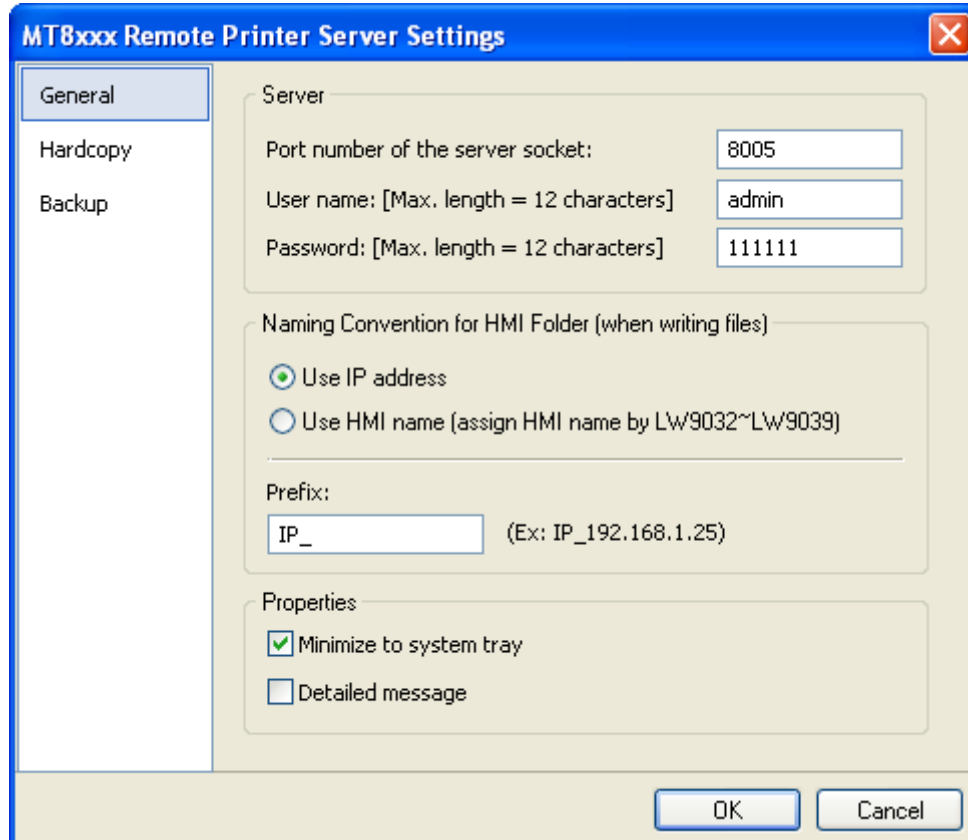 MT8xxx Remote Printer Server Settings
General
Hardcopy
Backup
Server
Port number of the server socket: 8005
User name: [Max. length = 12 characters] admin
Password: [Max. length = 12 characters] 111111
Naming Convention for HMI Folder (when writing files)
Use IP address
Use HMI name (assign HMI name by LW9032~LW9039)
Prefix:
IP_ (Ex: IP_192.168.1.25)
Properties
Minimize to system tray
Detailed message
OK Cancel